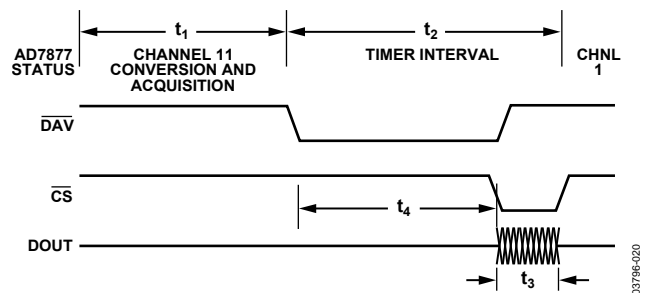 t1
t2
AD7877
STATUS
CHANNEL 11
CONVERSION AND
ACQUISITION
TIMER INTERVAL
CHNL
1
DAV
CS
t4
DOUT
t3
03796-020